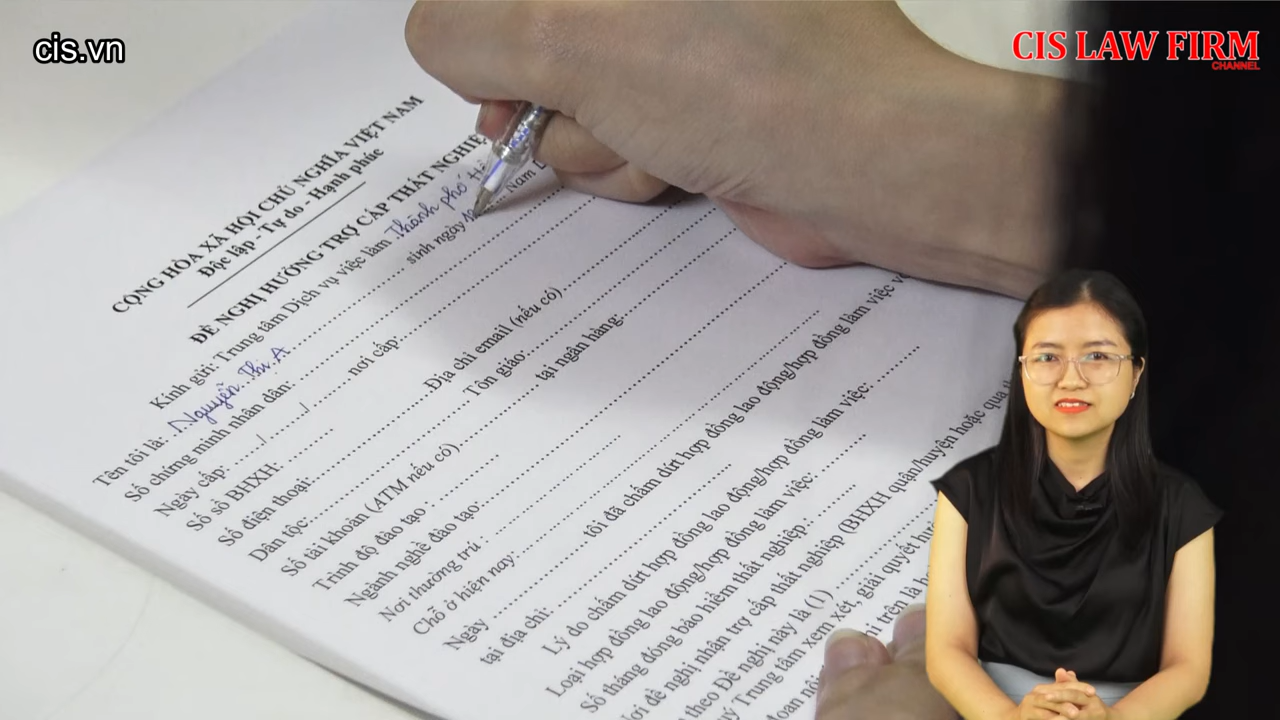 cis.vn
CIS LAW FIRM
CHANNEL
CỘNG HÒA XÃ HỘI CHỦ NGHĨA VIỆT NAM
Độc lập - Tự do - Hạnh phúc
ĐỀ NGHỊ HƯỞNG TRỢ CẤP THẤT
Kính gửi: Trung tâm Dịch vụ việc làm Thành phố
Tên tôi là: Nguyễn Thị A sinh ngày Nam
Số chứng minh nhân dân:
Ngày cấp: ..../..../.... nơi cấp:
Số sổ BHXH:
Số điện thoại: Địa chỉ email (nếu có)
Dân tộc: Tôn giáo:
Số tài khoản (ATM nếu có) tại ngân hàng:
Trình độ đào tạo
Ngành nghề đào tạo:
Nơi thường trú :
Chỗ ở hiện nay:
Ngày tôi đã chấm dứt hợp đồng lao động/hợp đồng làm việc
tại địa chỉ:
Lý do chấm dứt hợp đồng lao động/hợp đồng làm việc:
Loại hợp đồng lao động/hợp đồng làm việc:
Số tháng đóng bảo hiểm thất nghiệp:
đề nghị nhận trợ cấp thất nghiệp (BHXH quận/huyện hoặc qua
theo Đề nghị này là (1)
Trung tâm xem xét, giải quyết
trên là